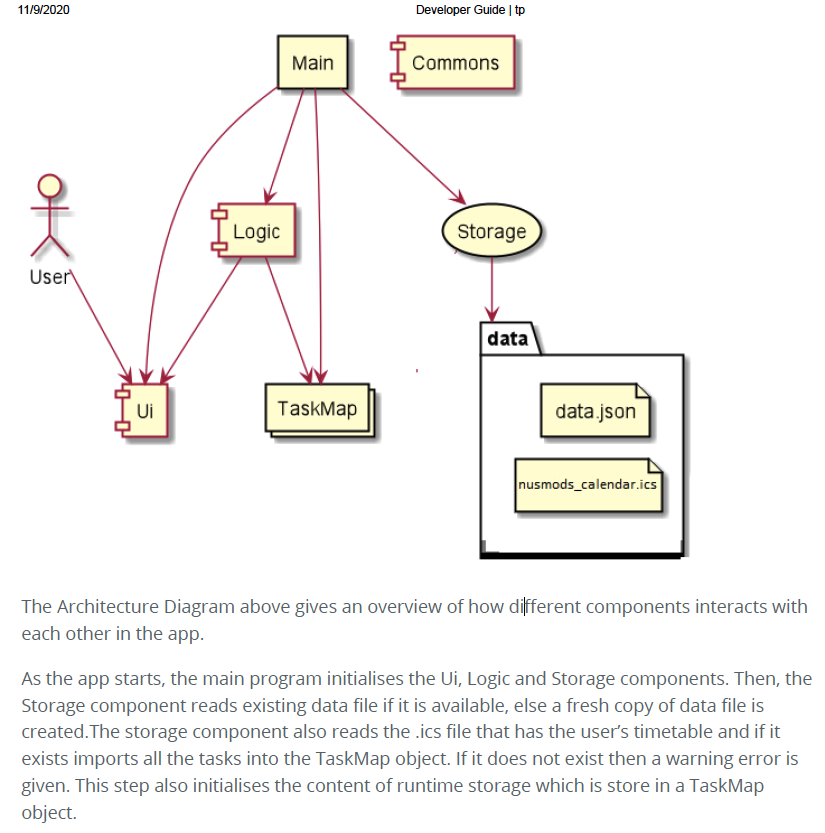 11/9/2020
Developer Guide | tp
Main
Commons
Logic
Storage
User
data
Ui
TaskMap
data.json
nusmods_calendar.ics
The Architecture Diagram above gives an overview of how different components interacts with
each other in the app.
As the app starts, the main program initialises the Ui, Logic and Storage components. Then, the
Storage component reads existing data file if it is available, else a fresh copy of data file is
created.The storage component also reads the .ics file that has the user’s timetable and if it
exists imports all the tasks into the TaskMap object. If it does not exist then a warning error is
given. This step also initialises the content of runtime storage which is store in a TaskMap
object.